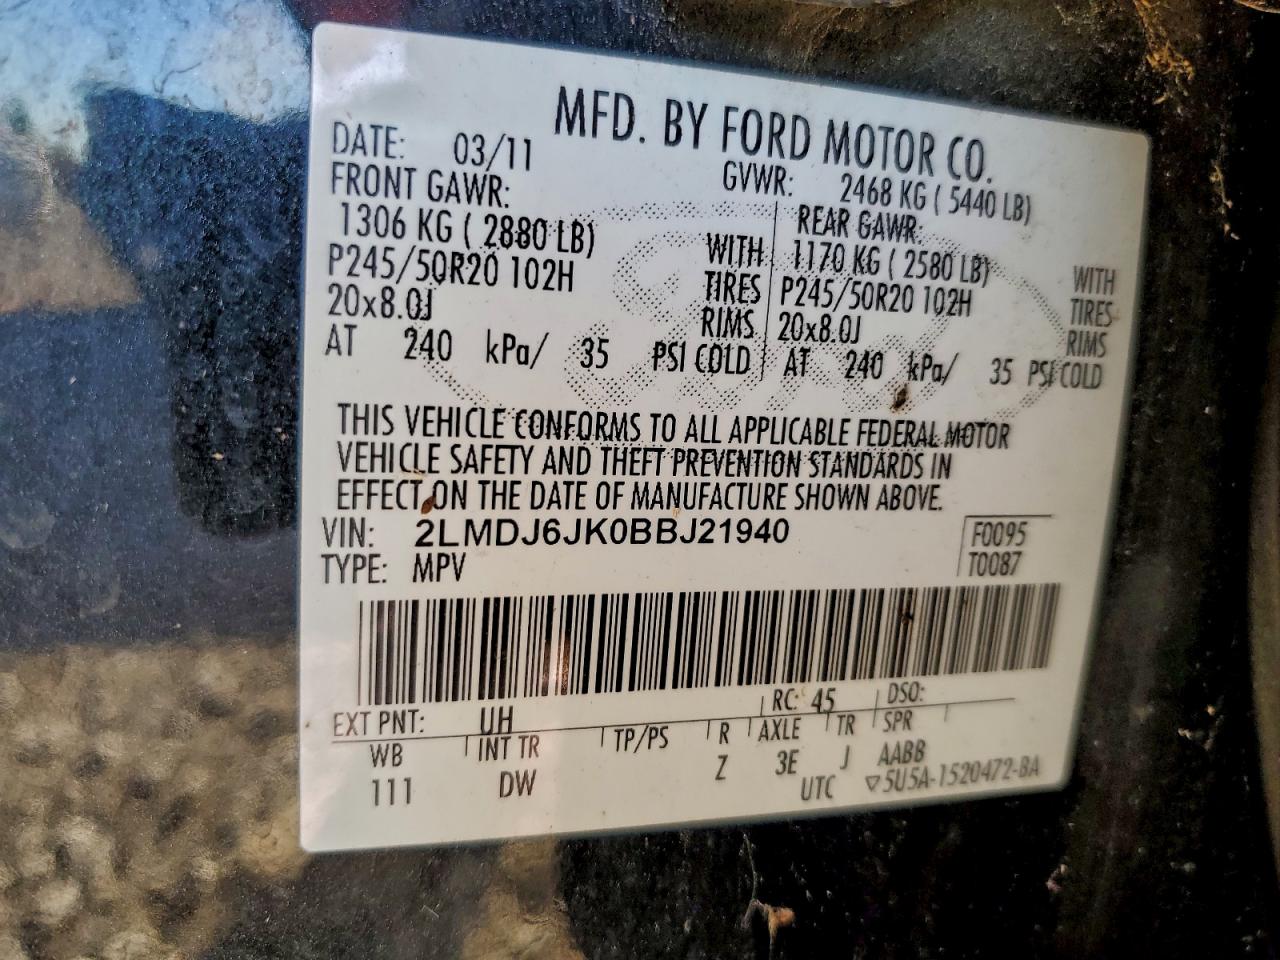 MFD. BY FORD MOTOR CO.
DATE: 03/11 GVWR: 2468 KG ( 5440 LB)
FRONT GAWR: REAR GAWR:
1306 KG ( 2880 LB) WITH 1170 KG ( 2580 LB) WITH
P245/50R20 102H TIRES P245/50R20 102H TIRES
20x8.0J RIMS 20x8.0J RIMS
AT 240 kPa/ 35 PSI COLD AT 240 kPa/ 35 PSI COLD
THIS VEHICLE CONFORMS TO ALL APPLICABLE FEDERAL MOTOR
VEHICLE SAFETY AND THEFT PREVENTION STANDARDS IN
EFFECT ON THE DATE OF MANUFACTURE SHOWN ABOVE.
VIN: 2LMDJ6JK0BBJ21940 F0095
TYPE: MPV T0087
EXT PNT: UH RC: 45 DSO:
WB INT TR TP/PS R AXLE TR SPR
111 DW Z 3E J AABB
UTC ▽5U5A-1520472-BA